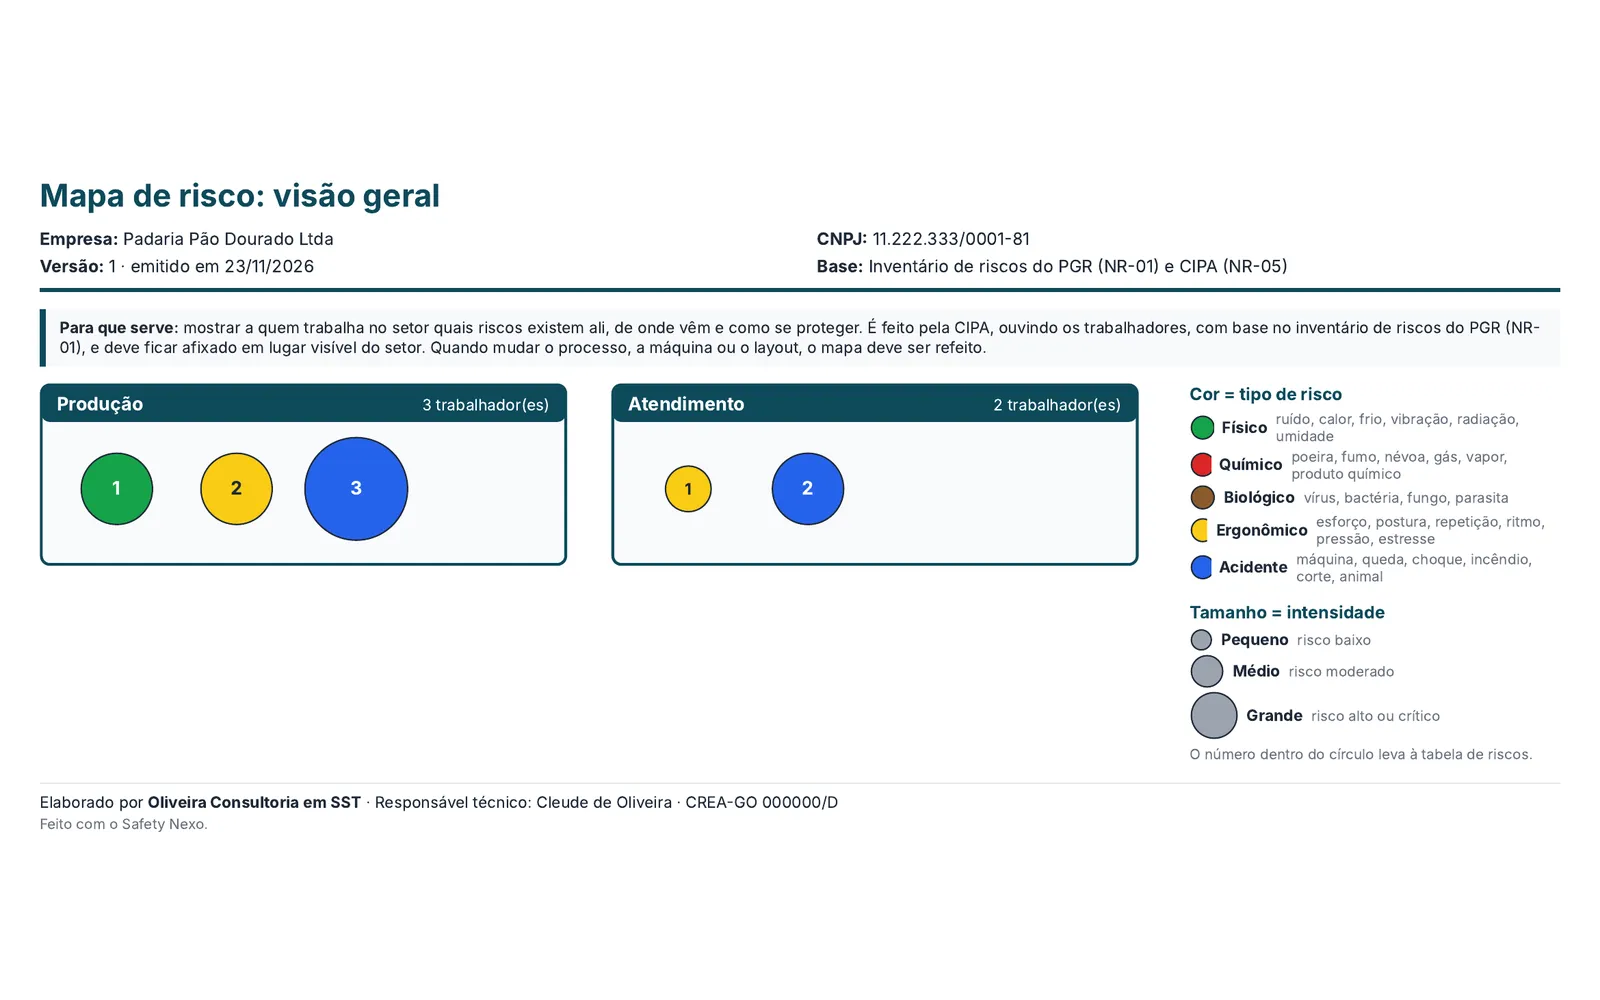 Mapa de risco: visão geral
Empresa: Padaria Pão Dourado Ltda
CNPJ: 11.222.333/0001-81
Versão: 1 · emitido em 23/11/2026
Base: Inventário de riscos do PGR (NR-01) e CIPA (NR-05)
Para que serve: mostrar a quem trabalha no setor quais riscos existem ali, de onde vêm e como se proteger. É feito pela CIPA, ouvindo os trabalhadores, com base no inventário de riscos do PGR (NR-
01), e deve ficar afixado em lugar visível do setor. Quando mudar o processo, a máquina ou o layout, o mapa deve ser refeito.
Produção
3 trabalhador(es)
1
2
3
Atendimento
2 trabalhador(es)
1
2
Cor = tipo de risco
Físico
ruído, calor, frio, vibração, radiação,
umidade
Químico
poeira, fumo, névoa, gás, vapor,
produto químico
Biológico
vírus, bactéria, fungo, parasita
Ergonômico
esforço, postura, repetição, ritmo,
pressão, estresse
Acidente
máquina, queda, choque, incêndio,
corte, animal
Tamanho = intensidade
Pequeno risco baixo
Médio risco moderado
Grande risco alto ou crítico
O número dentro do círculo leva à tabela de riscos.
Elaborado por Oliveira Consultoria em SST · Responsável técnico: Cleude de Oliveira · CREA-GO 000000/D
Feito com o Safety Nexo.